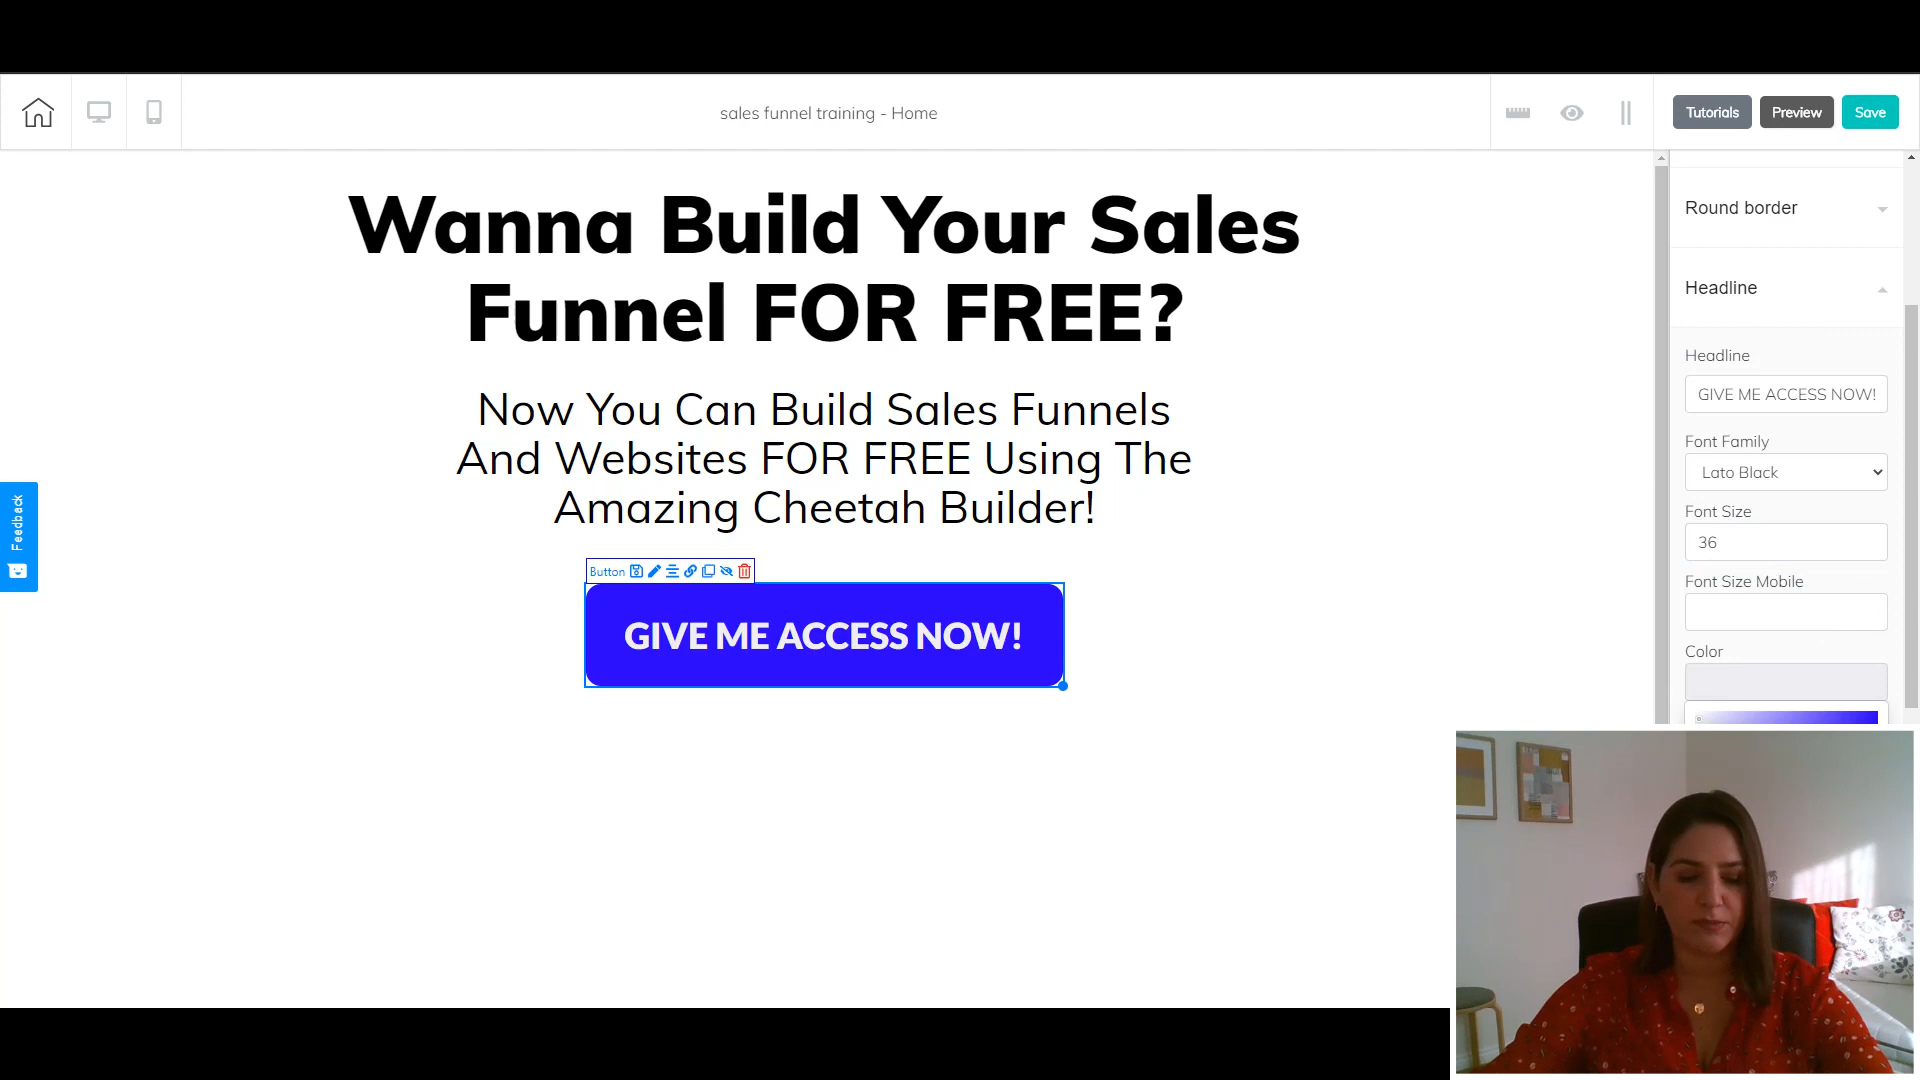 sales funnel training - Home
Tutorials
Preview
Save
Wanna Build Your Sales
Funnel FOR FREE?
Now You Can Build Sales Funnels
And Websites FOR FREE Using The
Amazing Cheetah Builder!
Button
GIVE ME ACCESS NOW!
Feedback
Round border
Headline
Headline
GIVE ME ACCESS NOW!
Font Family
Lato Black
Font Size
36
Font Size Mobile
Color